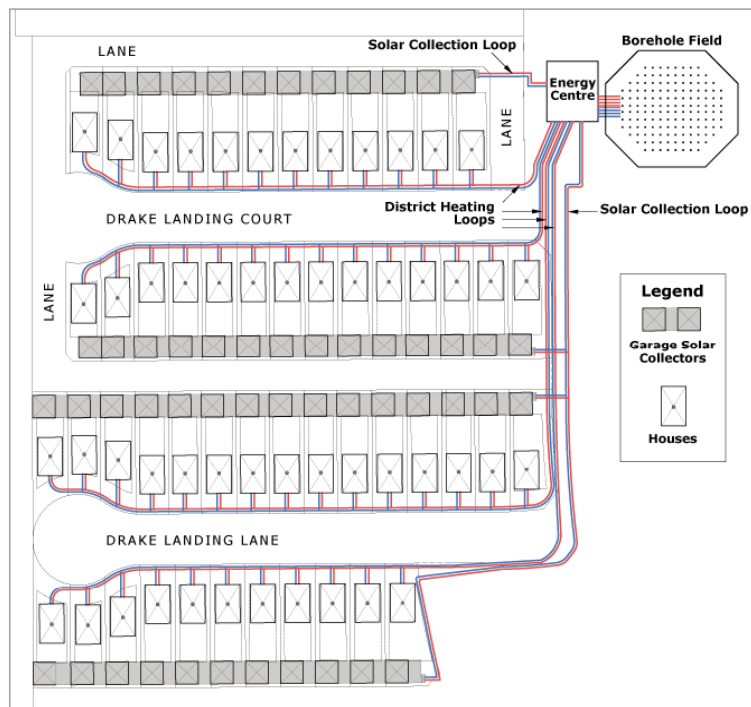 LANE
Solar Collection Loop
Energy
Centre
Borehole Field
LANE
DRAKE LANDING COURT
District Heating
Loops
Solar Collection Loop
LANE
Legend
Garage Solar
Collectors
Houses
DRAKE LANDING LANE